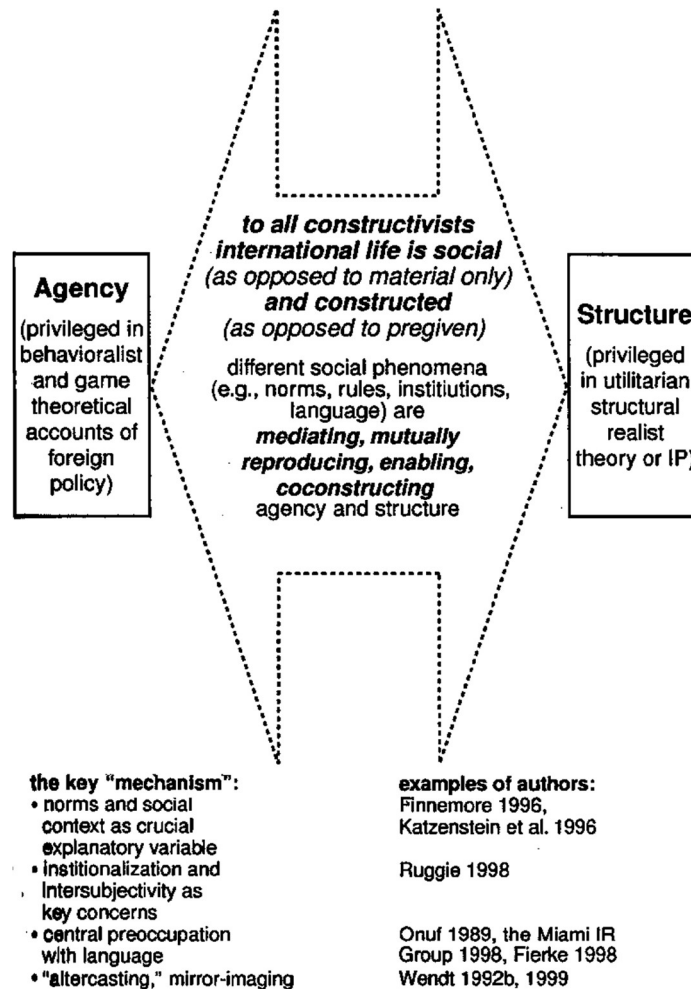 to all constructivists
international life is social
(as opposed to material only)
and constructed
(as opposed to pregiven)
different social phenomena
(e.g., norms, rules, institiutions,
language) are
mediating, mutually
reproducing, enabling,
coconstructing
agency and structure
Agency
(privileged in
behavioralist
and game
theoretical
accounts of
foreign
policy)
Structure
(privileged
in utilitarian
structural
realist
theory or IP)
the key "mechanism":
• norms and social
context as crucial
explanatory variable
• institionalization and
Intersubjectivity as
key concerns
• central preoccupation
with language
• "altercasting," mirror-imaging
examples of authors:
Finnemore 1996,
Katzenstein et al. 1996
Ruggie 1998
Onuf 1989, the Miami IR
Group 1998, Fierke 1998
Wendt 1992b, 1999